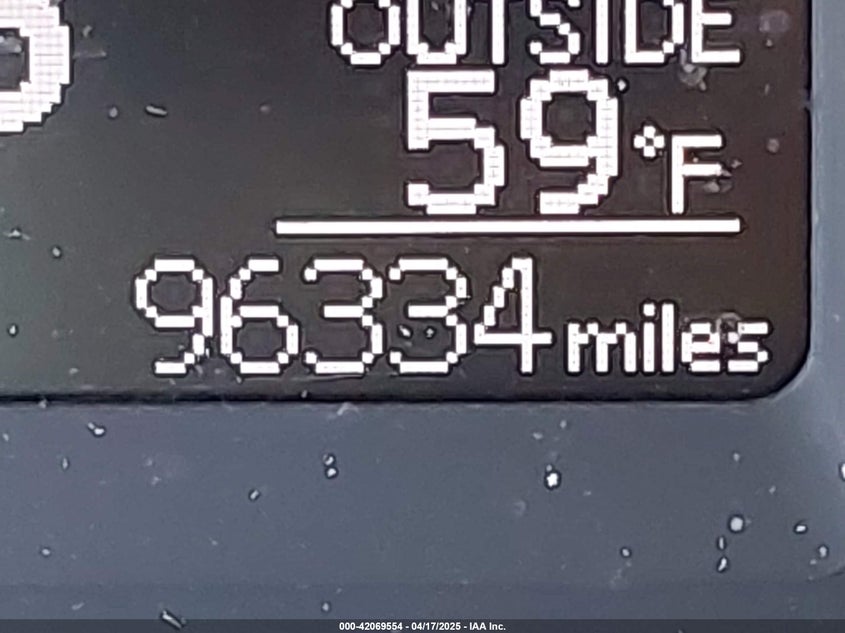 OUTSIDE
59°F
96334 miles
000-42069554 - 04/17/2025 - IAA Inc.